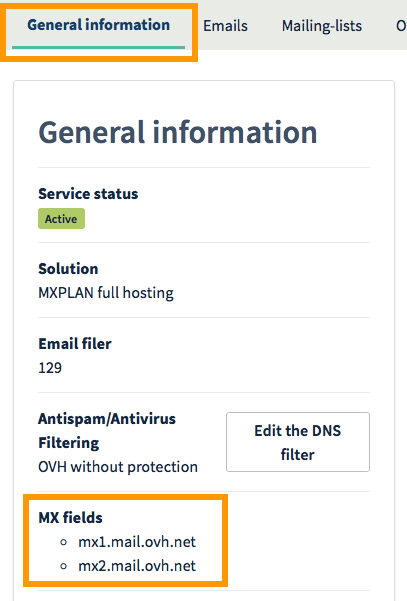 General information Emails Mailing-lists O
General information
Service status
Active
Solution
MXPLAN full hosting
Email filer
129
Antispam/Antivirus
Filtering
OVH without protection
Edit the DNS
filter
MX fields
mx1.mail.ovh.net
mx2.mail.ovh.net